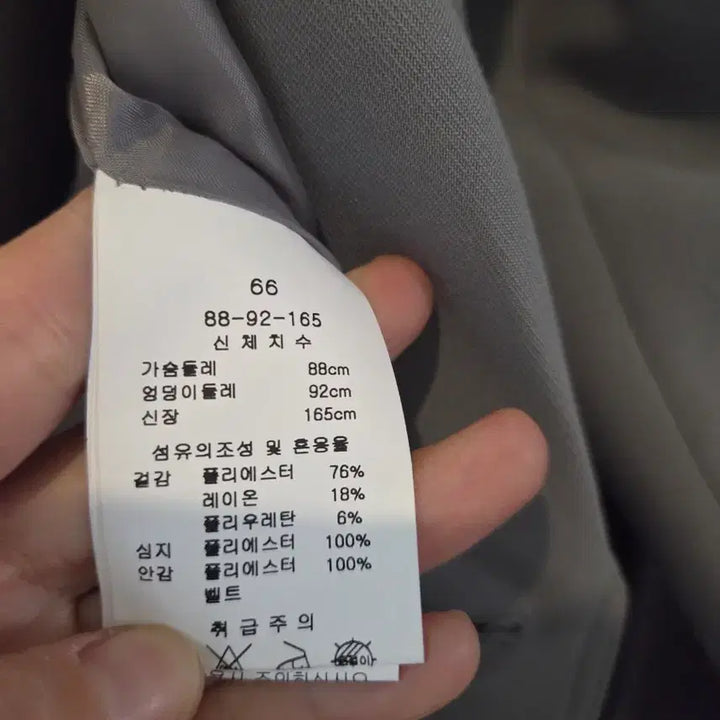 66
88-92-165
신체치수
가슴둘레 88cm
엉덩이둘레 92cm
신장 165cm
섬유의조성 및 혼용율
겉감 폴리에스터 76%
레이온 18%
폴리우레탄 6%
심지 폴리에스터 100%
안감 폴리에스터 100%
벨트
취급주의